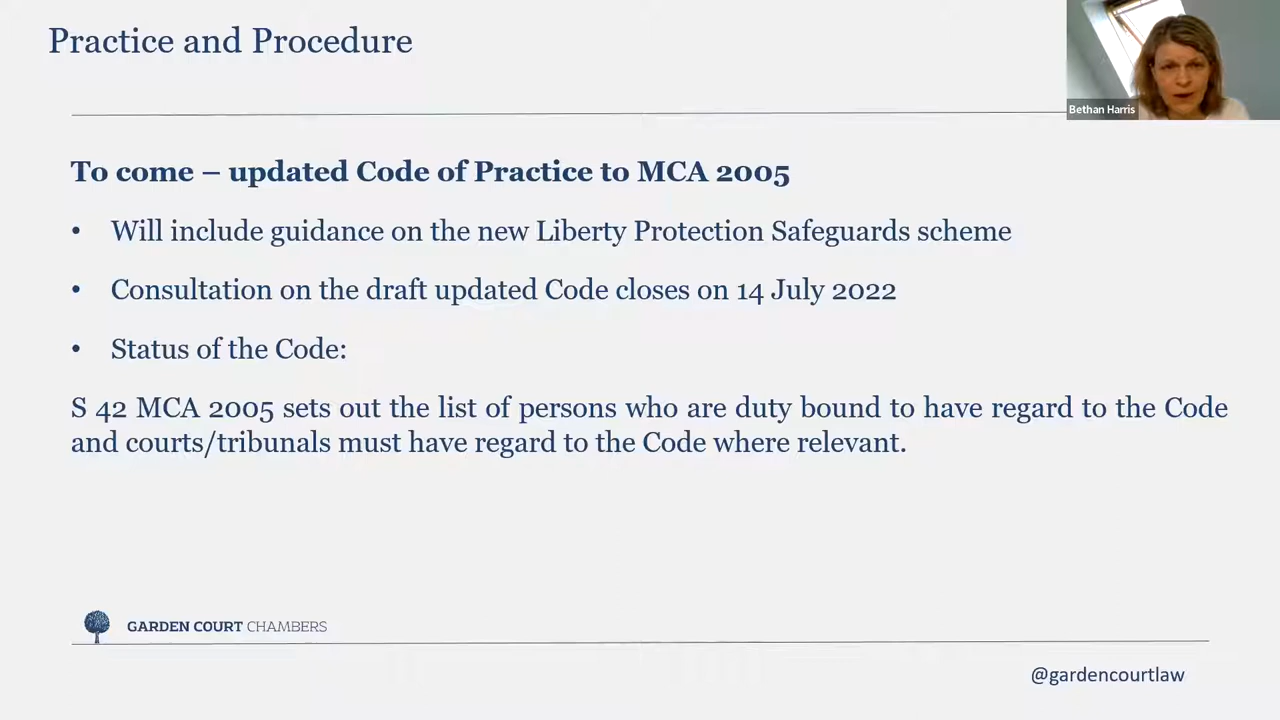 Practice and Procedure
Bethan Harris
To come – updated Code of Practice to MCA 2005
• Will include guidance on the new Liberty Protection Safeguards scheme
• Consultation on the draft updated Code closes on 14 July 2022
• Status of the Code:
S 42 MCA 2005 sets out the list of persons who are duty bound to have regard to the Code
and courts/tribunals must have regard to the Code where relevant.
GARDEN COURT CHAMBERS
@gardencourtlaw